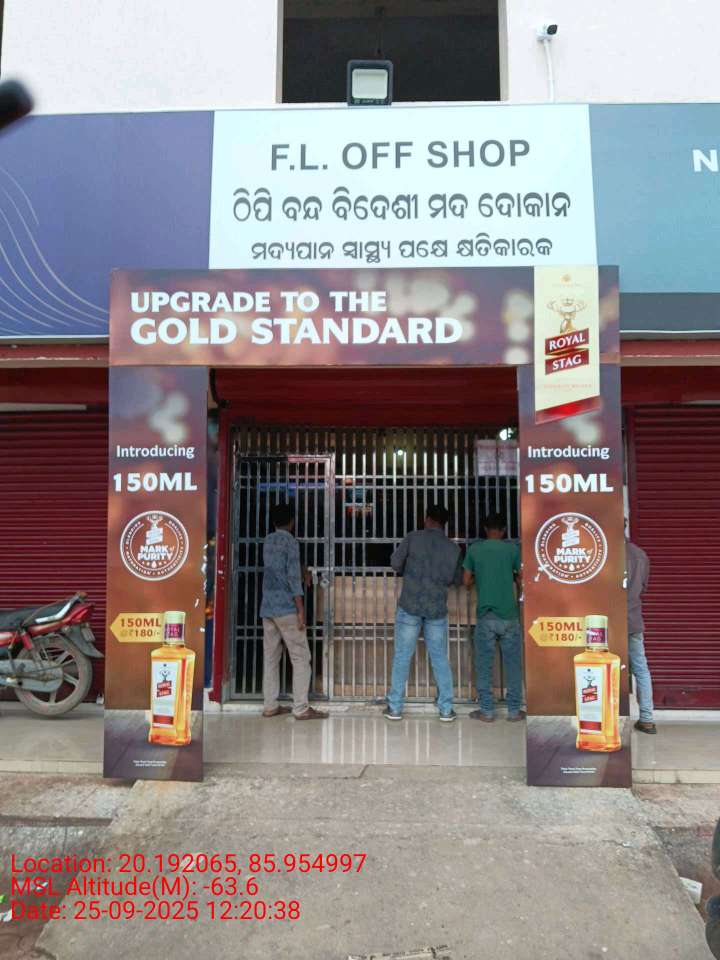 F.L. OFF SHOP
ଠିପି ବନ୍ଦ ବିଦେଶୀ ମଦ ଦୋକାନ
ମଦ୍ୟପାନ ସ୍ୱାସ୍ଥ୍ୟ ପକ୍ଷେ କ୍ଷତିକାରକ
N
UPGRADE TO THE
GOLD STANDARD
ROYAL
STAG
Introducing
150ML
MARK of
PURITY
150ML
@₹180/-
Introducing
150ML
MARK of
PURITY
150ML
@₹180/-
Location: 20.192065, 85.954997
MSL Altitude(M): -63.6
Date: 25-09-2025 12:20:38